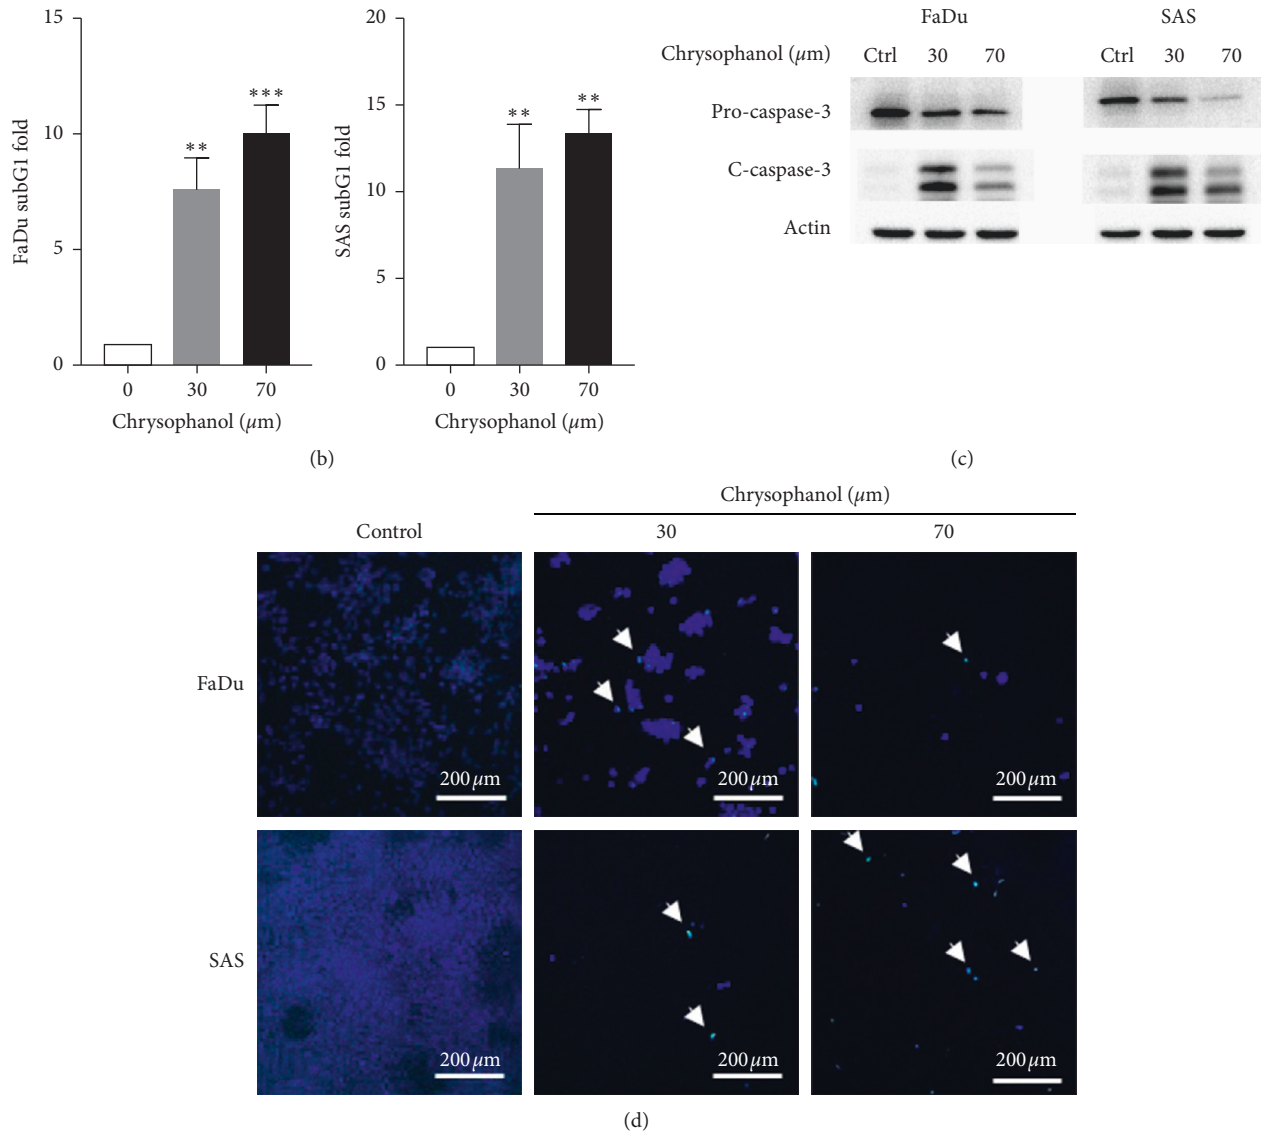 15
10
5
0
FaDu subG1 fold
**
***
0 30 70
Chrysophanol (µm)
20
15
10
5
0
SAS subG1 fold
**
**
0 30 70
Chrysophanol (µm)
(b)
FaDu SAS
Chrysophanol (µm) Ctrl 30 70 Ctrl 30 70
Pro-caspase-3
C-caspase-3
Actin
(c)
Chrysophanol (µm)
Control 30 70
FaDu
200 µm 200 µm 200 µm
SAS
200 µm 200 µm 200 µm
(d)